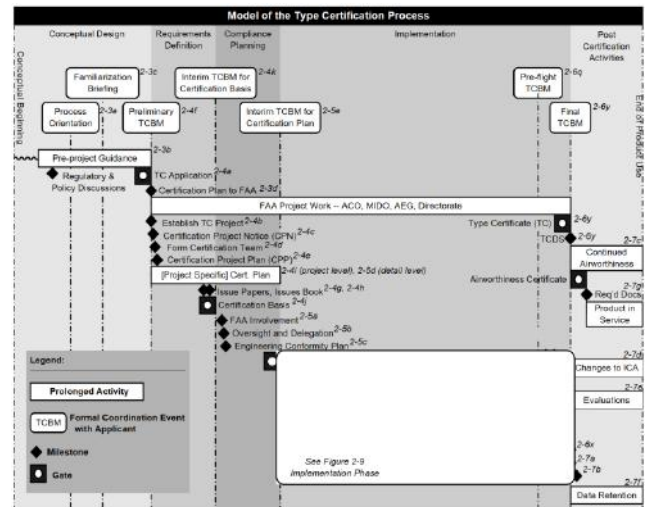 Model of the Type Certification Process
Conceptual Design
Requirements
Definition
Compliance
Planning
Implementation
Post
Certification
Activities
Conceptual Beginning
End of Product Use
Familiarization
Briefing
2-3c
Interim TCBM for
Certification Basis
2-4k
Pre-flight
TCBM
2-6q
Process
Orientation
2-3a
Preliminary
TCBM
2-4f
Interim TCBM for
Certification Plan
2-5e
Final
TCBM
2-6y
2-3b
Pre-project Guidance
Regulatory &
Policy Discussions
TC Application 2-4a
Certification Plan to FAA 2-3d
FAA Project Work -- ACO, MIDO, AEG, Directorate
Establish TC Project 2-4b
Type Certificate (TC)
2-6y
Certification Project Notice (CPN) 2-4c
TCDS
2-6y
Form Certification Team 2-4d
Certification Project Plan (CPP) 2-4e
2-7c
Continued
Airworthiness
[Project Specific] Cert. Plan
2-4i (project level), 2-5d (detail level)
Airworthiness Certificate
2-7g
Issue Papers, Issues Book 2-4g, 2-4h
Req'd Docs
Certification Basis 2-4j
Product in
Service
FAA Involvement 2-5a
Oversight and Delegation 2-5b
Engineering Conformity Plan 2-5c
2-7d
Changes to ICA
2-7e
Evaluations
Legend:
Prolonged Activity
TCBM
Formal Coordination Event
with Applicant
Milestone
Gate
See Figure 2-9
Implementation Phase
2-6x
2-7a
2-7b
2-7f
Data Retention